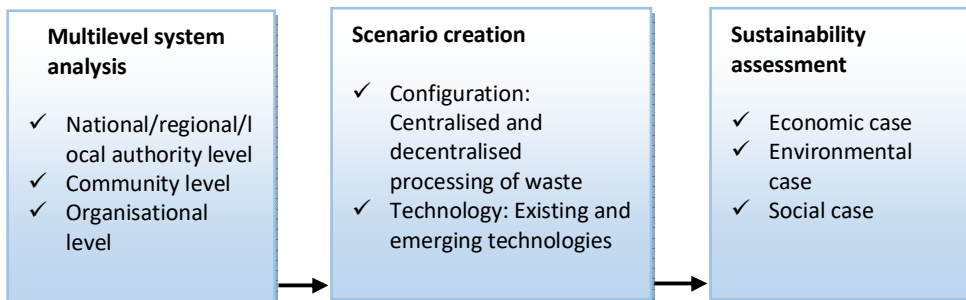 Multilevel system
analysis
✓ National/regional/l
ocal authority level
✓ Community level
✓ Organisational
level
Scenario creation
✓ Configuration:
Centralised and
decentralised
processing of waste
✓ Technology: Existing and
emerging technologies
Sustainability
assessment
✓ Economic case
✓ Environmental
case
✓ Social case